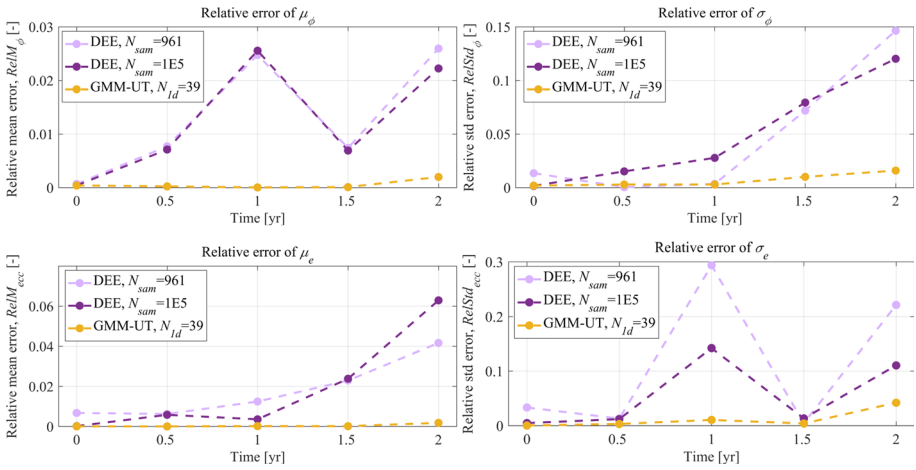 Relative error of μ_ϕ
Relative mean error, RelM_ϕ [-]
0.03
0.02
0.01
0
DEE, N_sam=961
DEE, N_sam=1E5
GMM-UT, N_1d=39
0 0.5 1 1.5 2
Time [yr]
Relative error of σ_ϕ
Relative std error, RelStd_ϕ [-]
0.15
0.1
0.05
0
DEE, N_sam=961
DEE, N_sam=1E5
GMM-UT, N_1d=39
0 0.5 1 1.5 2
Time [yr]
Relative error of μ_e
Relative mean error, RelM_ecc [-]
0.06
0.04
0.02
0
DEE, N_sam=961
DEE, N_sam=1E5
GMM-UT, N_1d=39
0 0.5 1 1.5 2
Time [yr]
Relative error of σ_e
Relative std error, RelStd_ecc [-]
0.3
0.2
0.1
0
DEE, N_sam=961
DEE, N_sam=1E5
GMM-UT, N_1d=39
0 0.5 1 1.5 2
Time [yr]